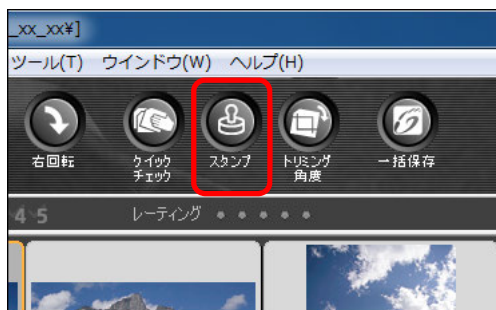 _xx_xx¥]
ツール(T) ウインドウ(W) ヘルプ(H)
右回転
クイック
チェック
スタンプ
トリミング
角度
一括保存
4 5
レーティング